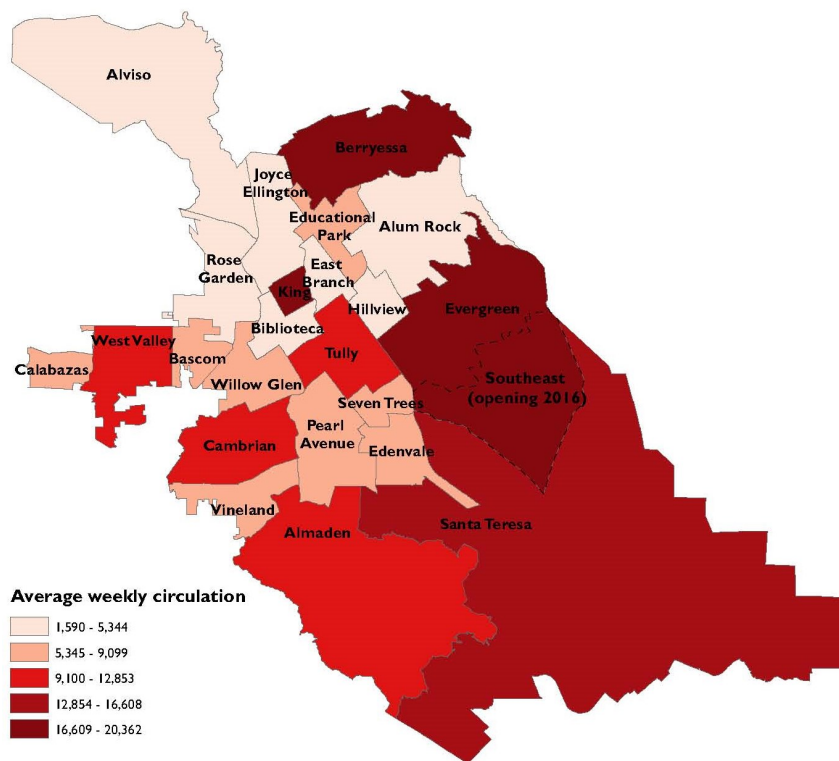 Alviso
Berryessa
Joyce
Ellington
Educational
Park
Alum Rock
Rose
Garden
East
Branch
King
Hillview
Evergreen
Biblioteca
West Valley
Bascom
Calabazas
Tully
Willow Glen
Southeast
(opening 2016)
Seven Trees
Pearl
Avenue
Cambrian
Edenvale
Vineland
Santa Teresa
Almaden
Average weekly circulation
1,590 - 5,344
5,345 - 9,099
9,100 - 12,853
12,854 - 16,608
16,609 - 20,362